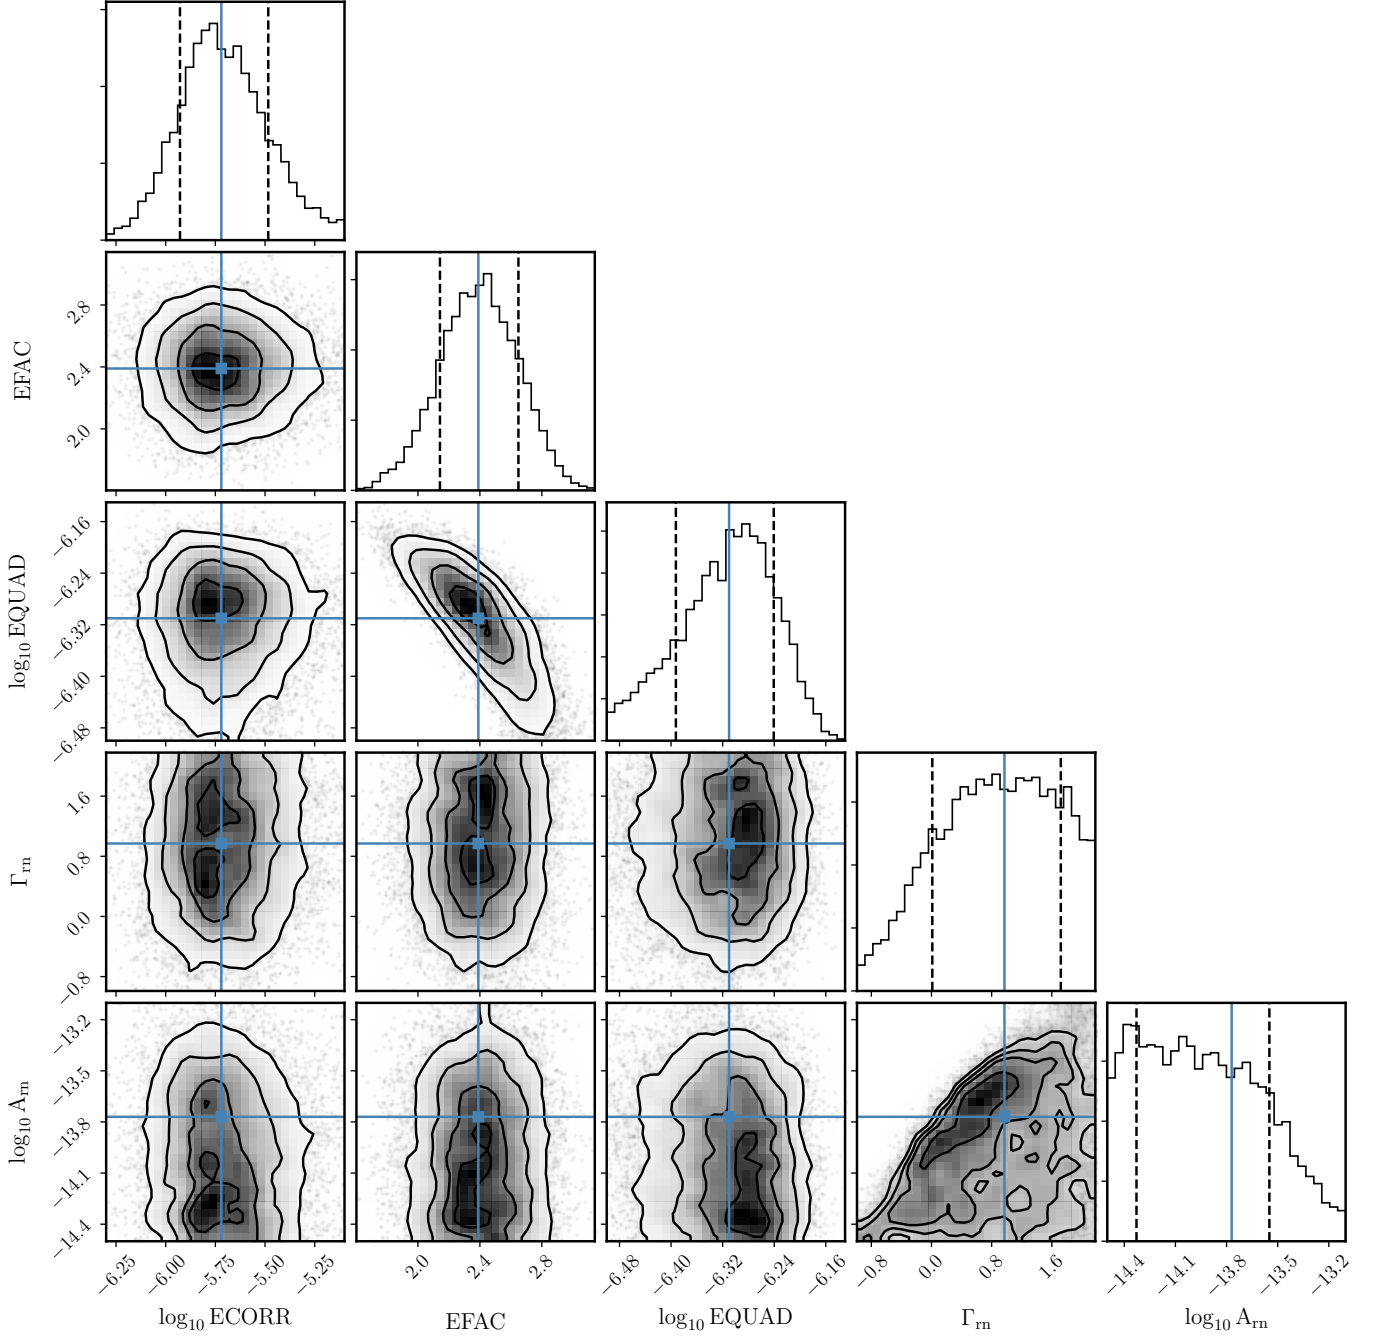 EFAC
2.8
2.4
2.0
log₁₀ EQUAD
−6.16
−6.24
−6.32
−6.40
−6.48
Γrn
1.6
0.8
0.0
−0.8
log₁₀ Arn
−13.2
−13.5
−13.8
−14.1
−14.4
−6.25 −6.00 −5.75 −5.50 −5.25
2.0 2.4 2.8
−6.48 −6.40 −6.32 −6.24 −6.16
−0.8 0.0 0.8 1.6
−14.4 −14.1 −13.8 −13.5 −13.2
log₁₀ ECORR
EFAC
log₁₀ EQUAD
Γrn
log₁₀ Arn